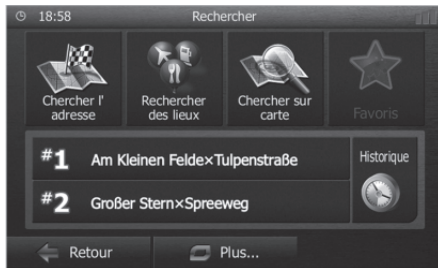 18:58 Rechercher
Chercher l'
adresse
Rechercher
des lieux
Chercher sur
carte
Favoris
#1 Am Kleinen Felde×Tulpenstraße
#2 Großer Stern×Spreeweg
Historique
Retour
Plus...